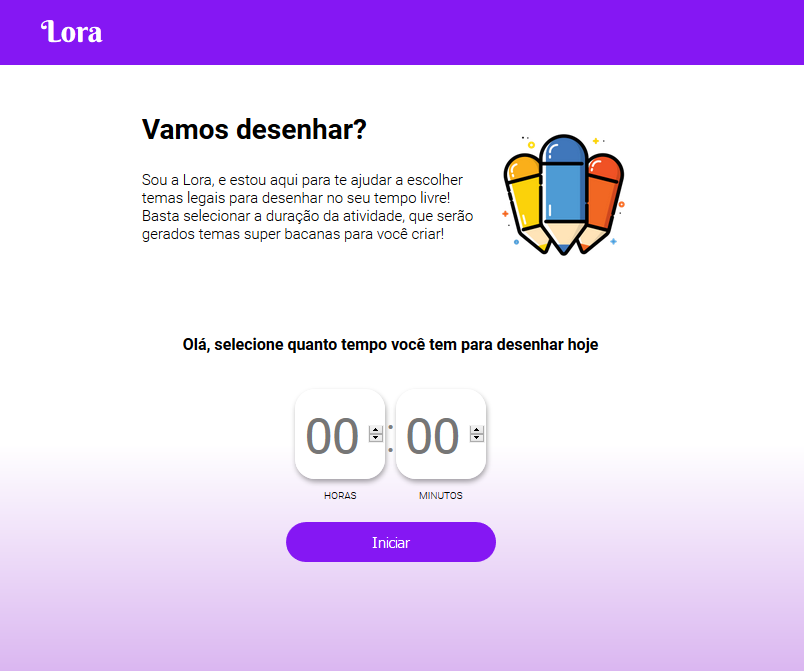 Lora
Vamos desenhar?
Sou a Lora, e estou aqui para te ajudar a escolher
temas legais para desenhar no seu tempo livre!
Basta selecionar a duração da atividade, que serão
gerados temas super bacanas para você criar!
Olá, selecione quanto tempo você tem para desenhar hoje
00 : 00
HORAS MINUTOS
Iniciar